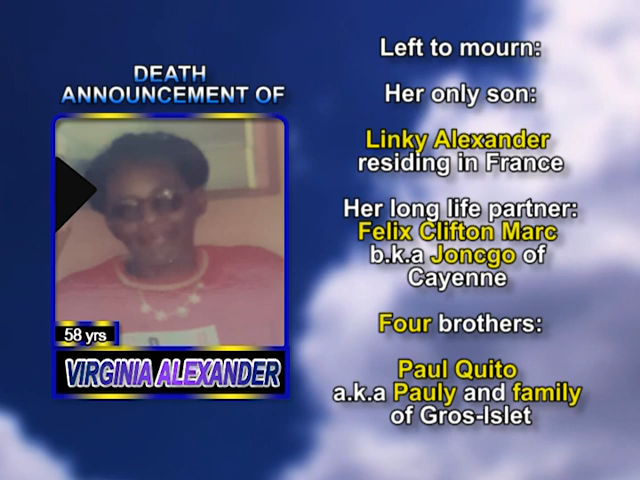 DEATH
ANNOUNCEMENT OF
58 yrs
VIRGINIA ALEXANDER
Left to mourn:
Her only son:
Linky Alexander
residing in France
Her long life partner:
Felix Clifton Marc
b.k.a Joncgo of
Cayenne
Four brothers:
Paul Quito
a.k.a Pauly and family
of Gros-Islet